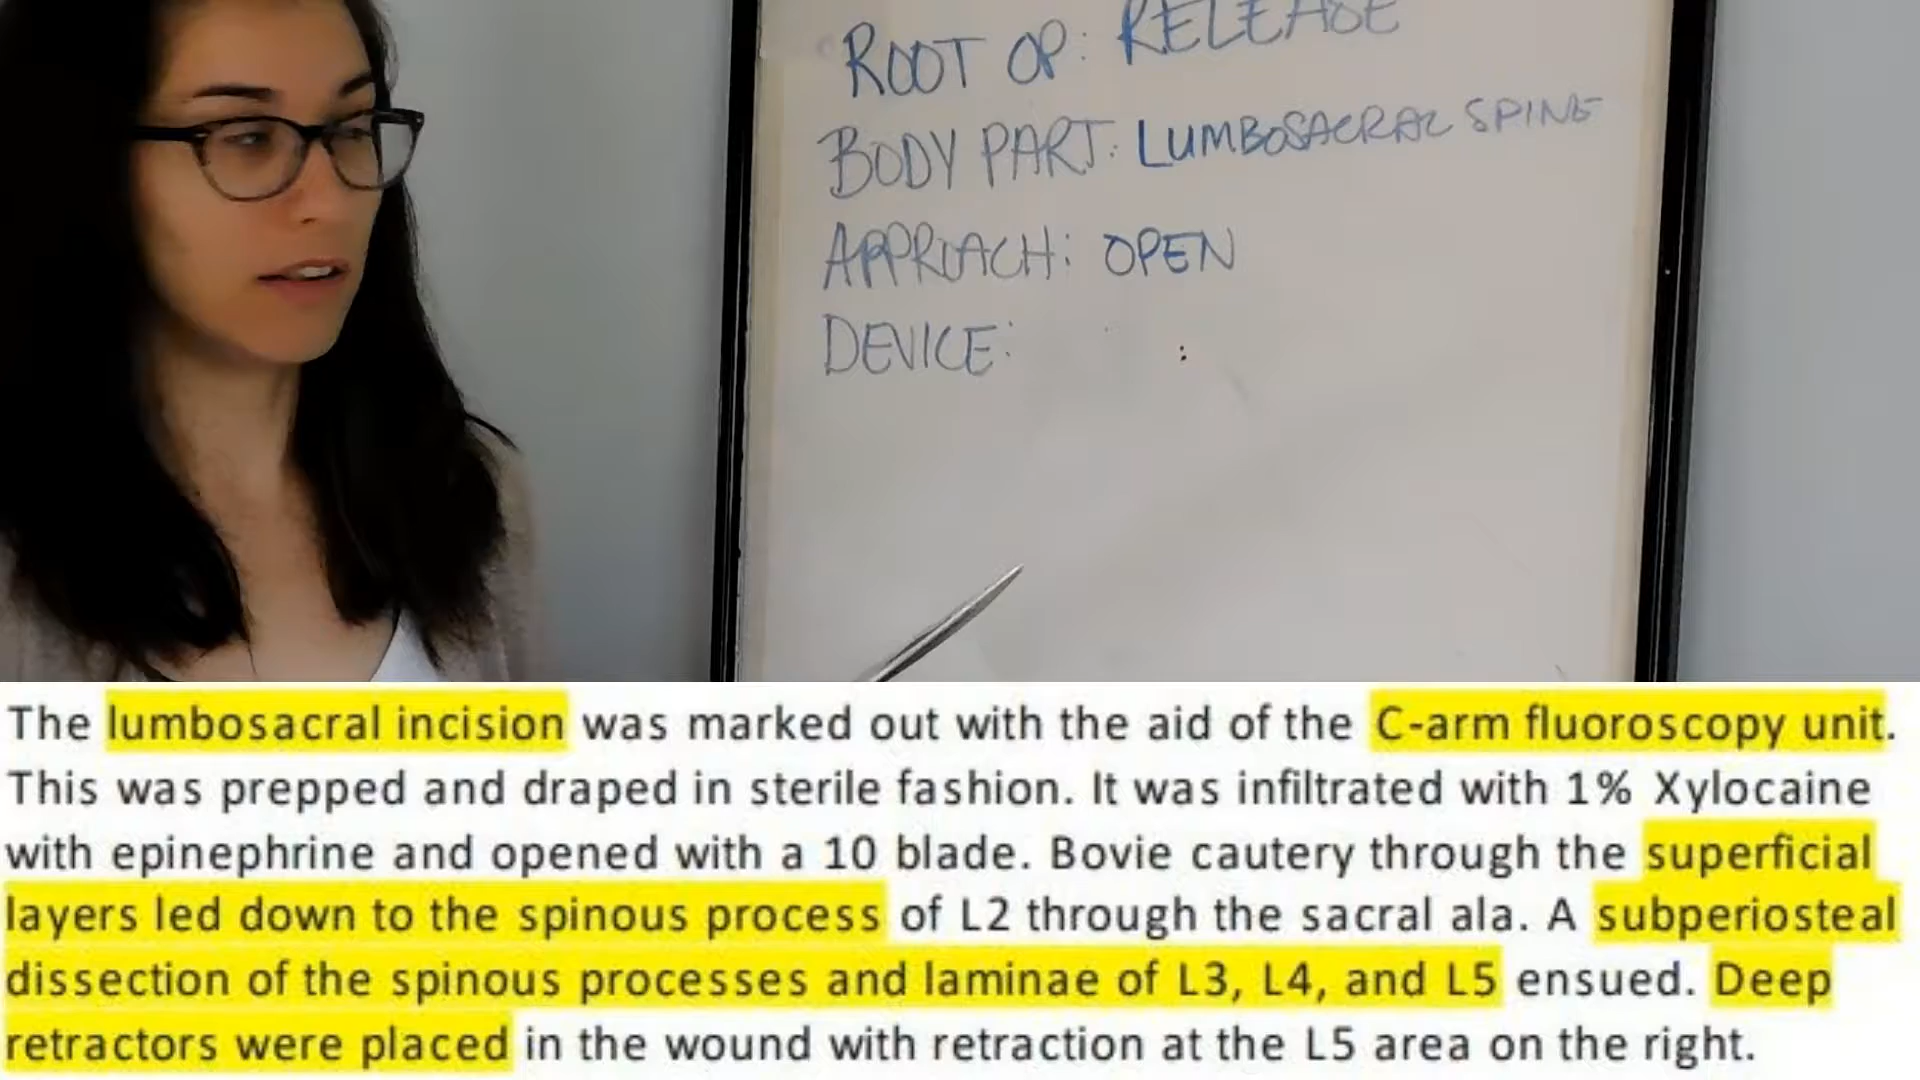 ROOT OP: RELEASE
BODY PART: LUMBOSACRAL SPINE
APPROACH: OPEN
DEVICE:
The lumbosacral incision was marked out with the aid of the C-arm fluoroscopy unit.
This was prepped and draped in sterile fashion. It was infiltrated with 1% Xylocaine
with epinephrine and opened with a 10 blade. Bovie cautery through the superficial
layers led down to the spinous process of L2 through the sacral ala. A subperiosteal
dissection of the spinous processes and laminae of L3, L4, and L5 ensued. Deep
retractors were placed in the wound with retraction at the L5 area on the right.